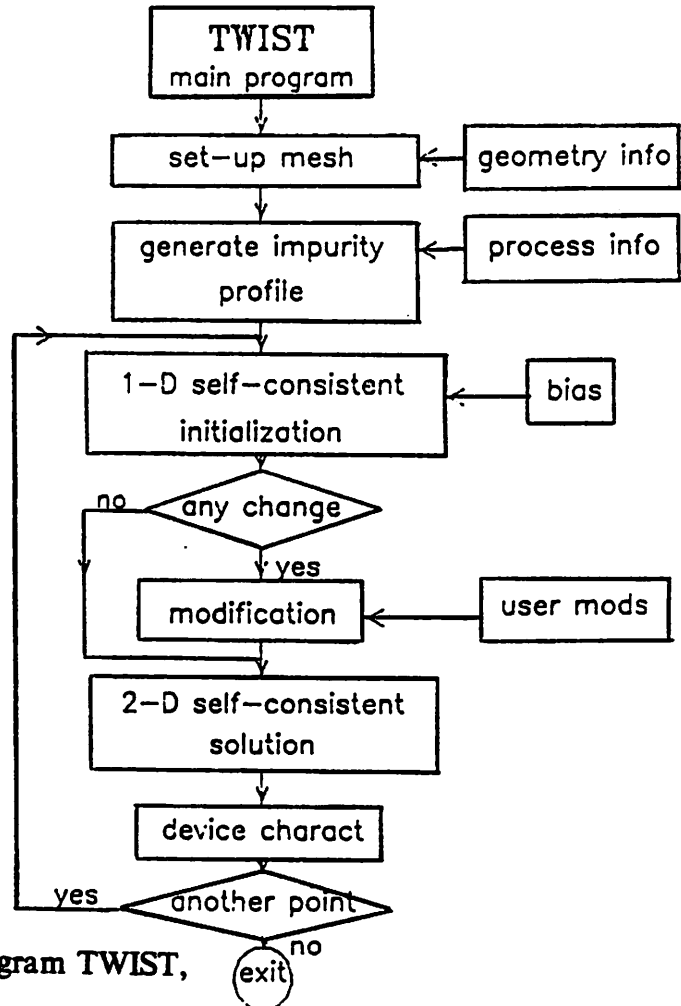 TWIST
main program
set-up mesh
geometry info
generate impurity
profile
process info
1-D self-consistent
initialization
bias
any change
no
yes
modification
user mods
2-D self-consistent
solution
device charact
another point
yes
no
exit
gram TWIST,